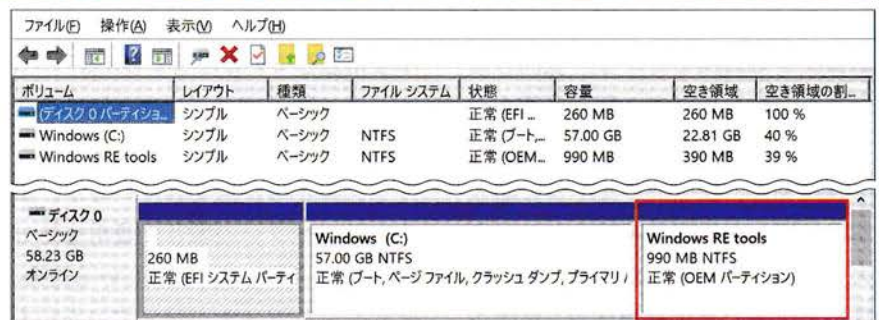 ファイル(F) 操作(A) 表示(V) ヘルプ(H)
ボリューム レイアウト 種類 ファイル システム 状態 容量 空き領域 空き領域の割...
(ディスク 0 パーティショ... シンプル ベーシック 正常 (EFI ... 260 MB 260 MB 100 %
Windows (C:) シンプル ベーシック NTFS 正常 (ブート,... 57.00 GB 22.81 GB 40 %
Windows RE tools シンプル ベーシック NTFS 正常 (OEM... 990 MB 390 MB 39 %
ディスク 0
ベーシック
58.23 GB
オンライン
260 MB
正常 (EFI システム パーティ
Windows (C:)
57.00 GB NTFS
正常 (ブート, ページ ファイル, クラッシュ ダンプ, プライマリ /
Windows RE tools
990 MB NTFS
正常 (OEM パーティション)